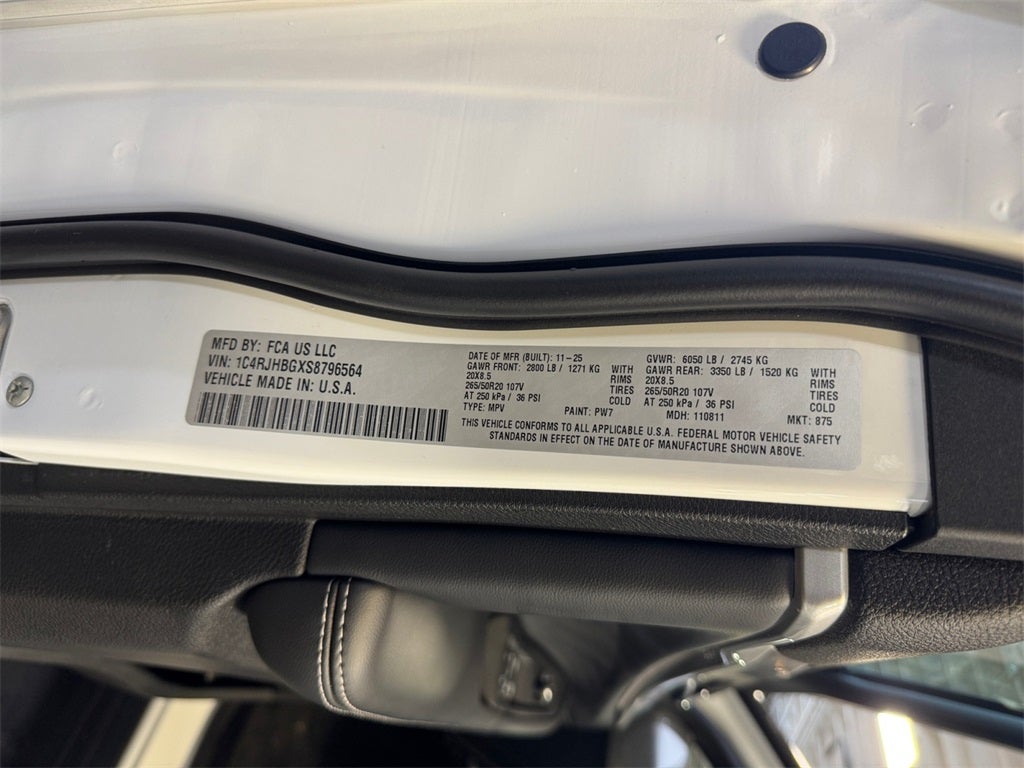 MFD BY: FCA US LLC
VIN: 1C4RJHBGXS8796564
VEHICLE MADE IN: U.S.A.
DATE OF MFR (BUILT): 11-25
GAWR FRONT: 2800 LB / 1271 KG WITH
20X8.5 RIMS
265/50R20 107V TIRES
AT 250 kPa / 36 PSI COLD
TYPE: MPV PAINT: PW7
GVWR: 6050 LB / 2745 KG
GAWR REAR: 3350 LB / 1520 KG WITH
20X8.5 RIMS
265/50R20 107V TIRES
AT 250 kPa / 36 PSI COLD
MDH: 110811 MKT: 875
THIS VEHICLE CONFORMS TO ALL APPLICABLE U.S.A. FEDERAL MOTOR VEHICLE SAFETY
STANDARDS IN EFFECT ON THE DATE OF MANUFACTURE SHOWN ABOVE.